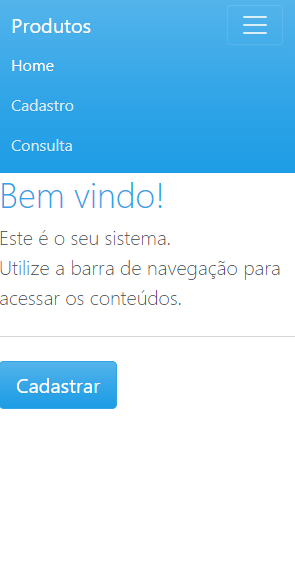 Produtos
Home
Cadastro
Consulta
Bem vindo!
Este é o seu sistema.
Utilize a barra de navegação para
acessar os conteúdos.
Cadastrar